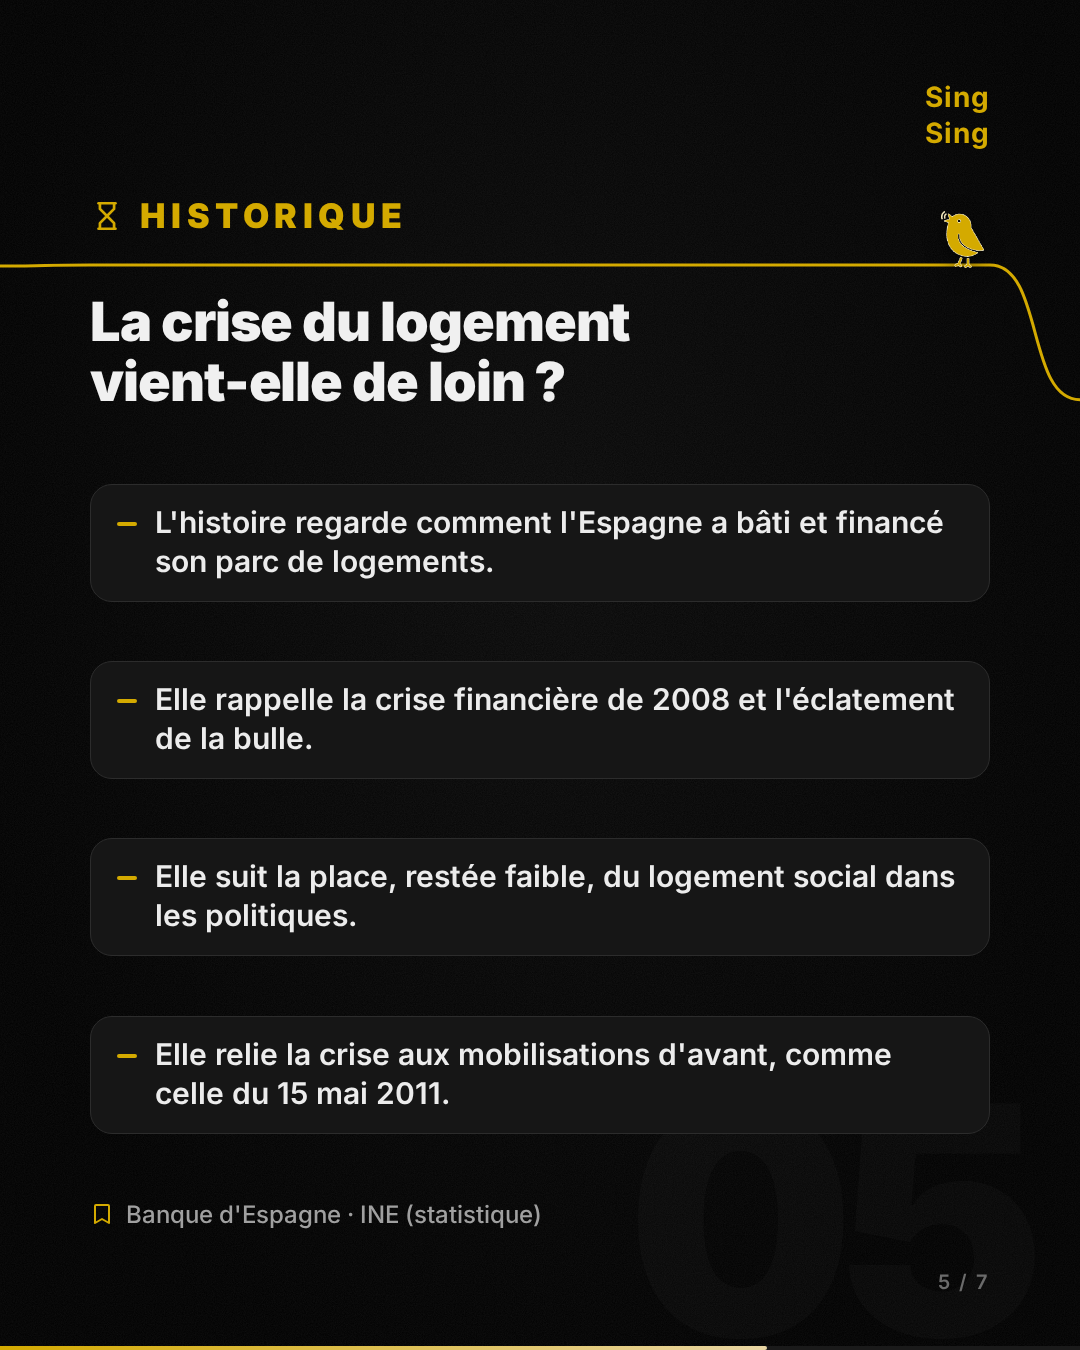 Sing
Sing
HISTORIQUE
La crise du logement
vient-elle de loin ?
– L'histoire regarde comment l'Espagne a bâti et financé
son parc de logements.
– Elle rappelle la crise financière de 2008 et l'éclatement
de la bulle.
– Elle suit la place, restée faible, du logement social dans
les politiques.
– Elle relie la crise aux mobilisations d'avant, comme
celle du 15 mai 2011.
Banque d'Espagne · INE (statistique)
05
5 / 7